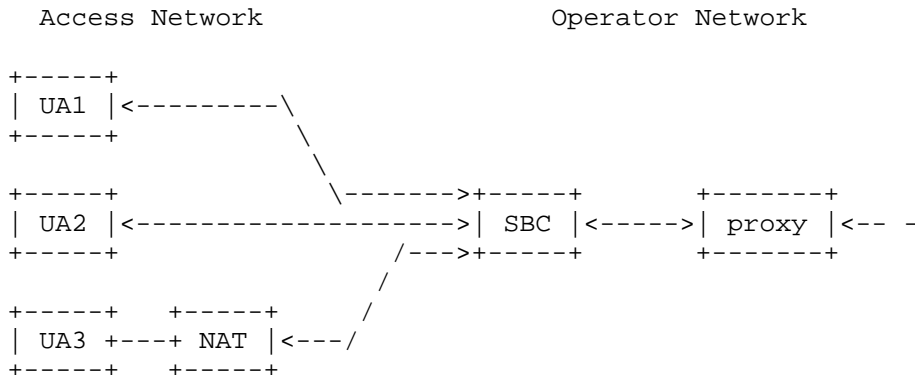 Access Network Operator Network
UA1
UA2 SBC proxy
UA3 NAT